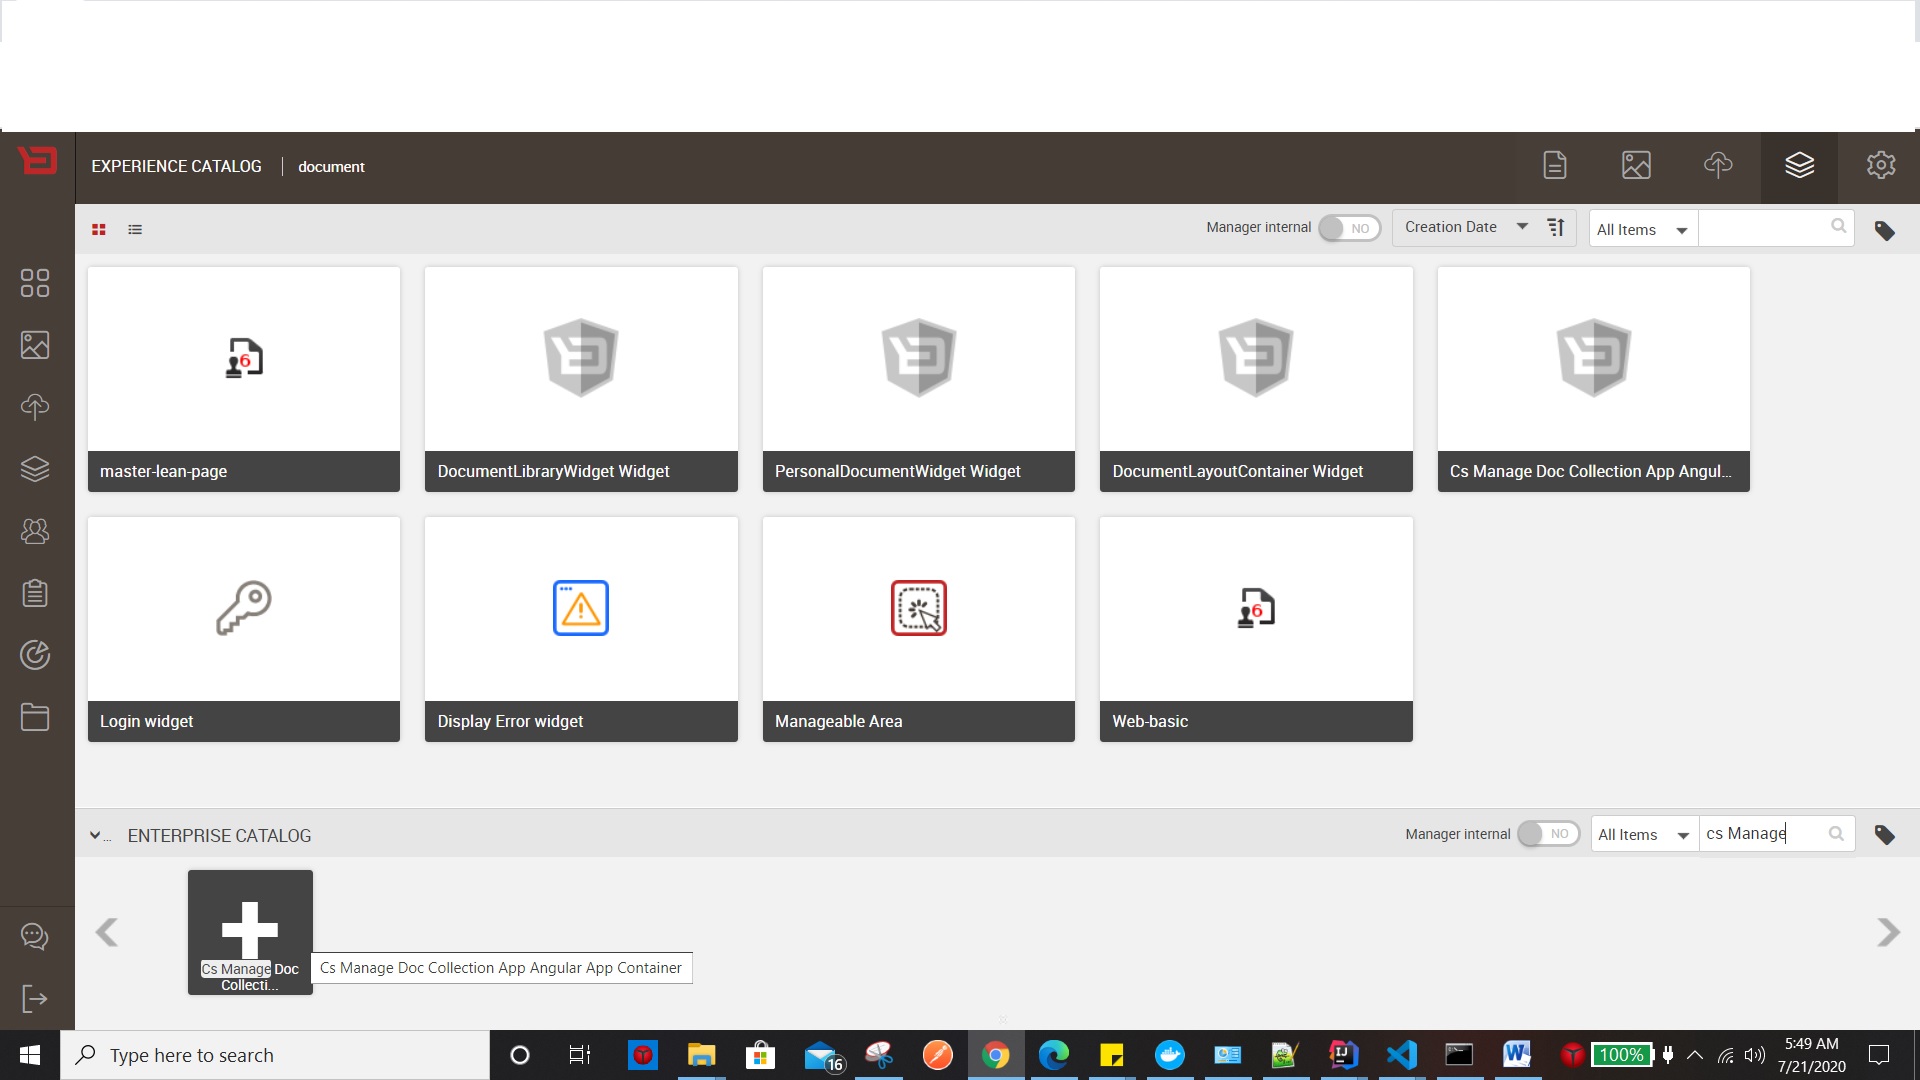 EXPERIENCE CATALOG
document
Manager internal
NO
Creation Date
All Items
6
master-lean-page
DocumentLibraryWidget Widget
PersonalDocumentWidget Widget
DocumentLayoutContainer Widget
Cs Manage Doc Collection App Angul...
6
Login widget
Display Error widget
Manageable Area
Web-basic
... ENTERPRISE CATALOG
Manager internal
NO
All Items
cs Manage
Cs Manage Doc
Collecti...
Cs Manage Doc Collection App Angular App Container
Type here to search
16
IJ
W
100%
5:49 AM
7/21/2020